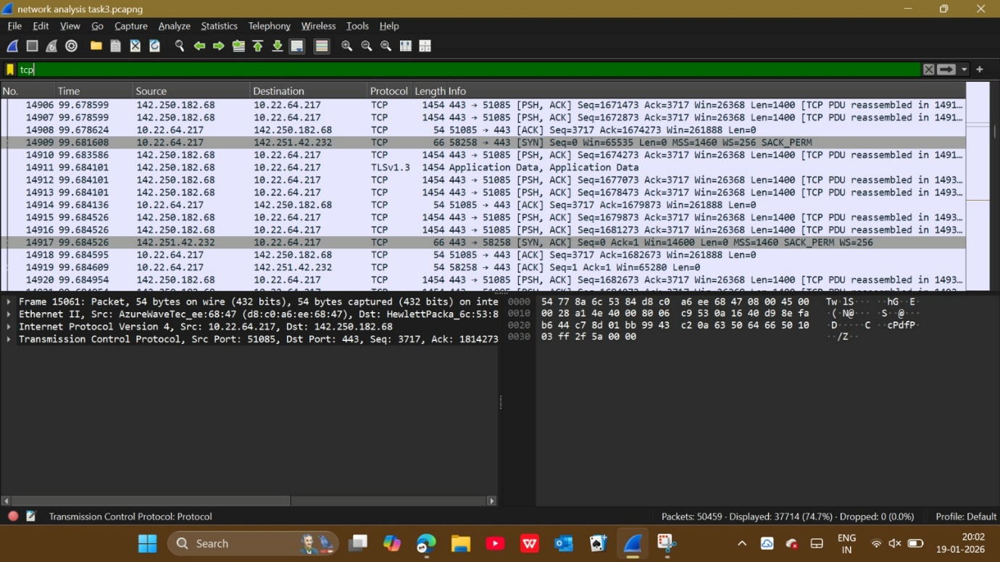 network analysis task3.pcapng
File Edit View Go Capture Analyze Statistics Telephony Wireless Tools Help
tcp
No. Time Source Destination Protocol Length Info
14906 99.678599 142.250.182.68 10.22.64.217 TCP 1454 443 → 51085 [PSH, ACK] Seq=1671473 Ack=3717 Win=26368 Len=1400 [TCP PDU reassembled in 1491…
14907 99.678599 142.250.182.68 10.22.64.217 TCP 1454 443 → 51085 [PSH, ACK] Seq=1672873 Ack=3717 Win=26368 Len=1400 [TCP PDU reassembled in 1491…
14908 99.678624 10.22.64.217 142.250.182.68 TCP 54 51085 → 443 [ACK] Seq=3717 Ack=1674273 Win=261888 Len=0
14909 99.681608 10.22.64.217 142.251.42.232 TCP 66 58258 → 443 [SYN] Seq=0 Win=65535 Len=0 MSS=1460 WS=256 SACK_PERM
14910 99.683586 142.250.182.68 10.22.64.217 TCP 1454 443 → 51085 [PSH, ACK] Seq=1674273 Ack=3717 Win=26368 Len=1400 [TCP PDU reassembled in 1491…
14911 99.684101 142.250.182.68 10.22.64.217 TLSv1.3 1454 Application Data, Application Data
14912 99.684101 142.250.182.68 10.22.64.217 TCP 1454 443 → 51085 [PSH, ACK] Seq=1677073 Ack=3717 Win=26368 Len=1400 [TCP PDU reassembled in 1493…
14913 99.684101 142.250.182.68 10.22.64.217 TCP 1454 443 → 51085 [PSH, ACK] Seq=1678473 Ack=3717 Win=26368 Len=1400 [TCP PDU reassembled in 1493…
14914 99.684136 10.22.64.217 142.250.182.68 TCP 54 51085 → 443 [ACK] Seq=3717 Ack=1679873 Win=261888 Len=0
14915 99.684526 142.250.182.68 10.22.64.217 TCP 1454 443 → 51085 [PSH, ACK] Seq=1679873 Ack=3717 Win=26368 Len=1400 [TCP PDU reassembled in 1493…
14916 99.684526 142.250.182.68 10.22.64.217 TCP 1454 443 → 51085 [PSH, ACK] Seq=1681273 Ack=3717 Win=26368 Len=1400 [TCP PDU reassembled in 1493…
14917 99.684526 142.251.42.232 10.22.64.217 TCP 66 443 → 58258 [SYN, ACK] Seq=0 Ack=1 Win=14600 Len=0 MSS=1460 SACK_PERM WS=256
14918 99.684595 10.22.64.217 142.250.182.68 TCP 54 51085 → 443 [ACK] Seq=3717 Ack=1682673 Win=261888 Len=0
14919 99.684609 10.22.64.217 142.251.42.232 TCP 54 58258 → 443 [ACK] Seq=1 Ack=1 Win=65280 Len=0
14920 99.684954 142.250.182.68 10.22.64.217 TCP 1454 443 → 51085 [PSH, ACK] Seq=1682673 Ack=3717 Win=26368 Len=1400 [TCP PDU reassembled in 1493…
Frame 15061: Packet, 54 bytes on wire (432 bits), 54 bytes captured (432 bits) on inte
Ethernet II, Src: AzureWaveTec_ee:68:47 (d8:c0:a6:ee:68:47), Dst: HewlettPacka_6c:53:8
Internet Protocol Version 4, Src: 10.22.64.217, Dst: 142.250.182.68
Transmission Control Protocol, Src Port: 51085, Dst Port: 443, Seq: 3717, Ack: 1814273
0000 54 77 8a 6c 53 84 d8 c0 a6 ee 68 47 08 00 45 00 Tw·lS··· ··hG··E·
0010 00 28 a1 4e 40 00 80 06 c9 53 0a 16 40 d9 8e fa ·(·N@··· ·S··@···
0020 b6 44 c7 8d 01 bb 99 43 c2 0a 63 50 64 66 50 10 ·D·····C ··cPdfP·
0030 03 ff 2f 5a 00 00 ··/Z··
Transmission Control Protocol: Protocol
Packets: 50459 · Displayed: 37714 (74.7%) · Dropped: 0 (0.0%)
Profile: Default
Search
ENG
IN
20:02
19-01-2026